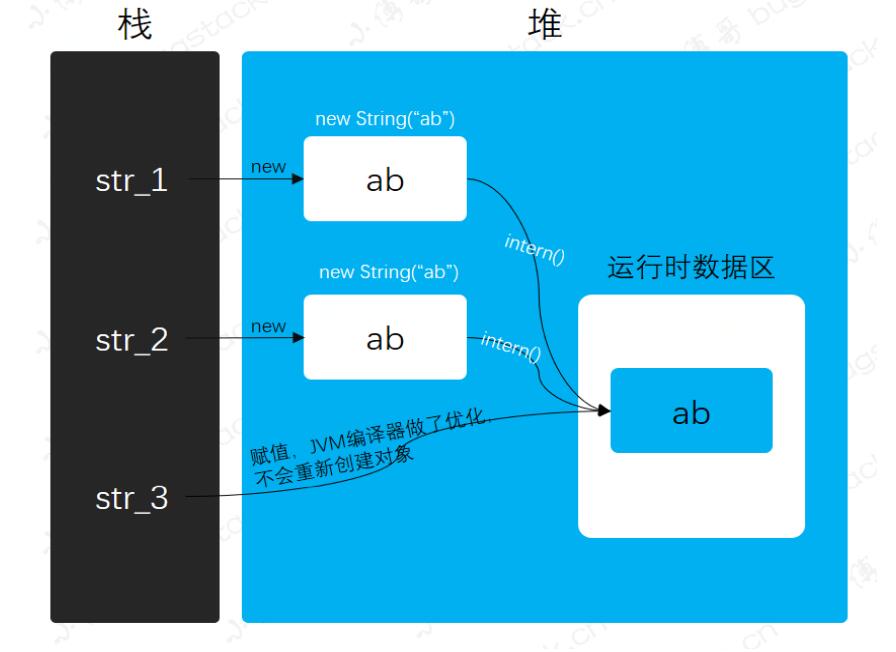 栈
堆
new String(“ab”)
str_1
new
ab
intern()
运行时数据区
new String(“ab”)
str_2
new
ab
intern()
ab
赋值，JVM编译器做了优化，
不会重新创建对象
str_3